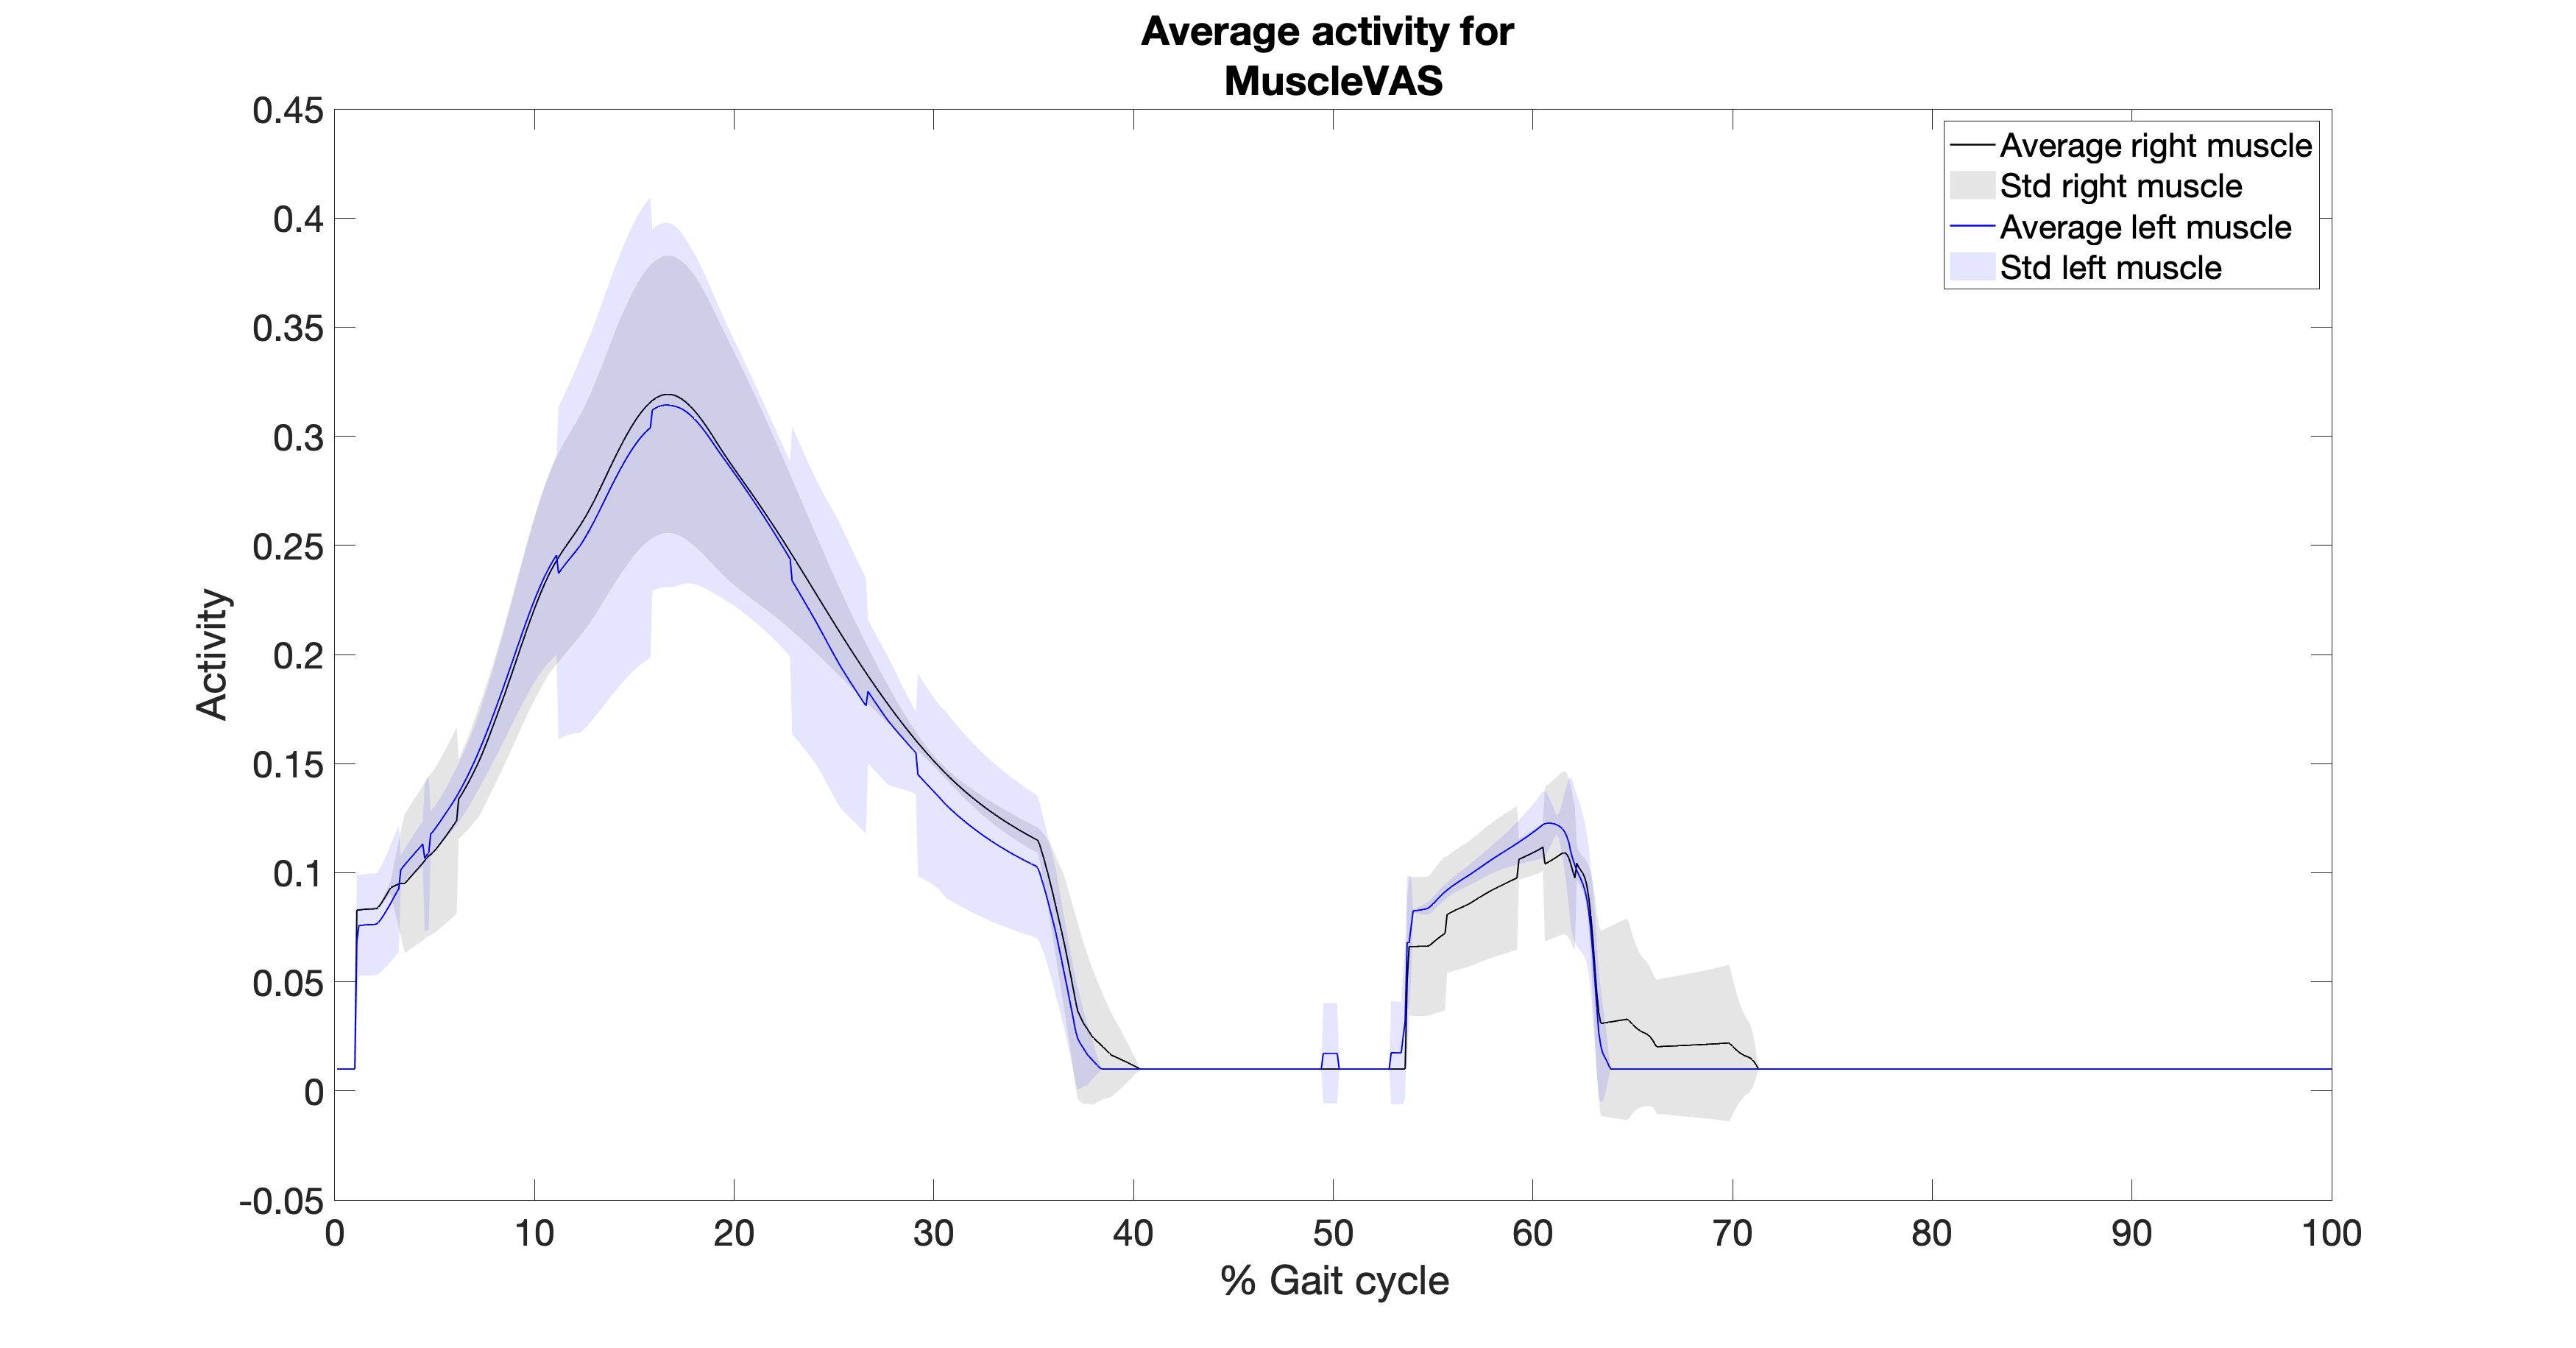 Average activity for
MuscleVAS
0.45
0.4
0.35
0.3
0.25
0.2
0.15
0.1
0.05
0
-0.05
Activity
Average right muscle
Std right muscle
Average left muscle
Std left muscle
0 10 20 30 40 50 60 70 80 90 100
% Gait cycle